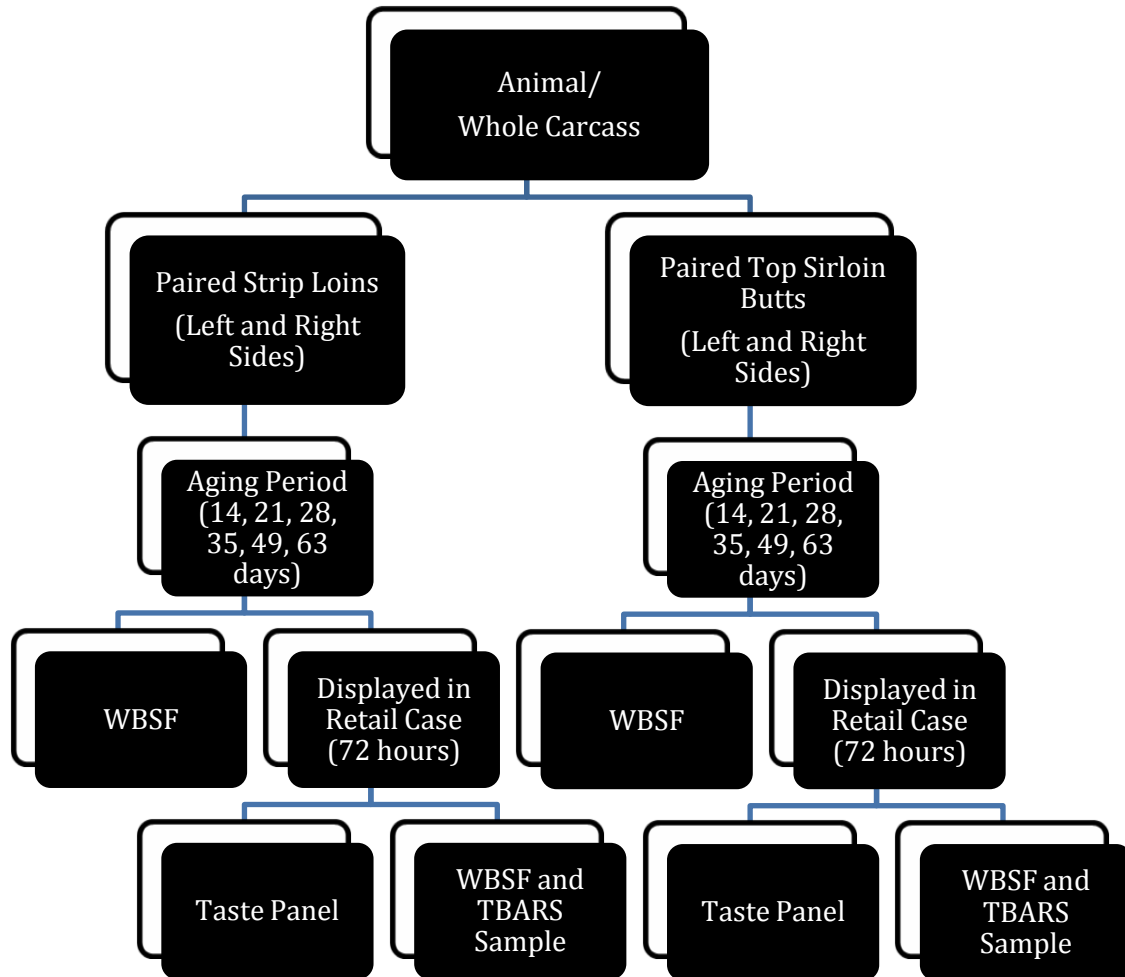 Animal/
Whole Carcass
Paired Strip Loins
(Left and Right
Sides)
Paired Top Sirloin
Butts
(Left and Right
Sides)
Aging Period
(14, 21, 28,
35, 49, 63
days)
Aging Period
(14, 21, 28,
35, 49, 63
days)
WBSF
Displayed in
Retail Case
(72 hours)
WBSF
Displayed in
Retail Case
(72 hours)
Taste Panel
WBSF and
TBARS
Sample
Taste Panel
WBSF and
TBARS
Sample